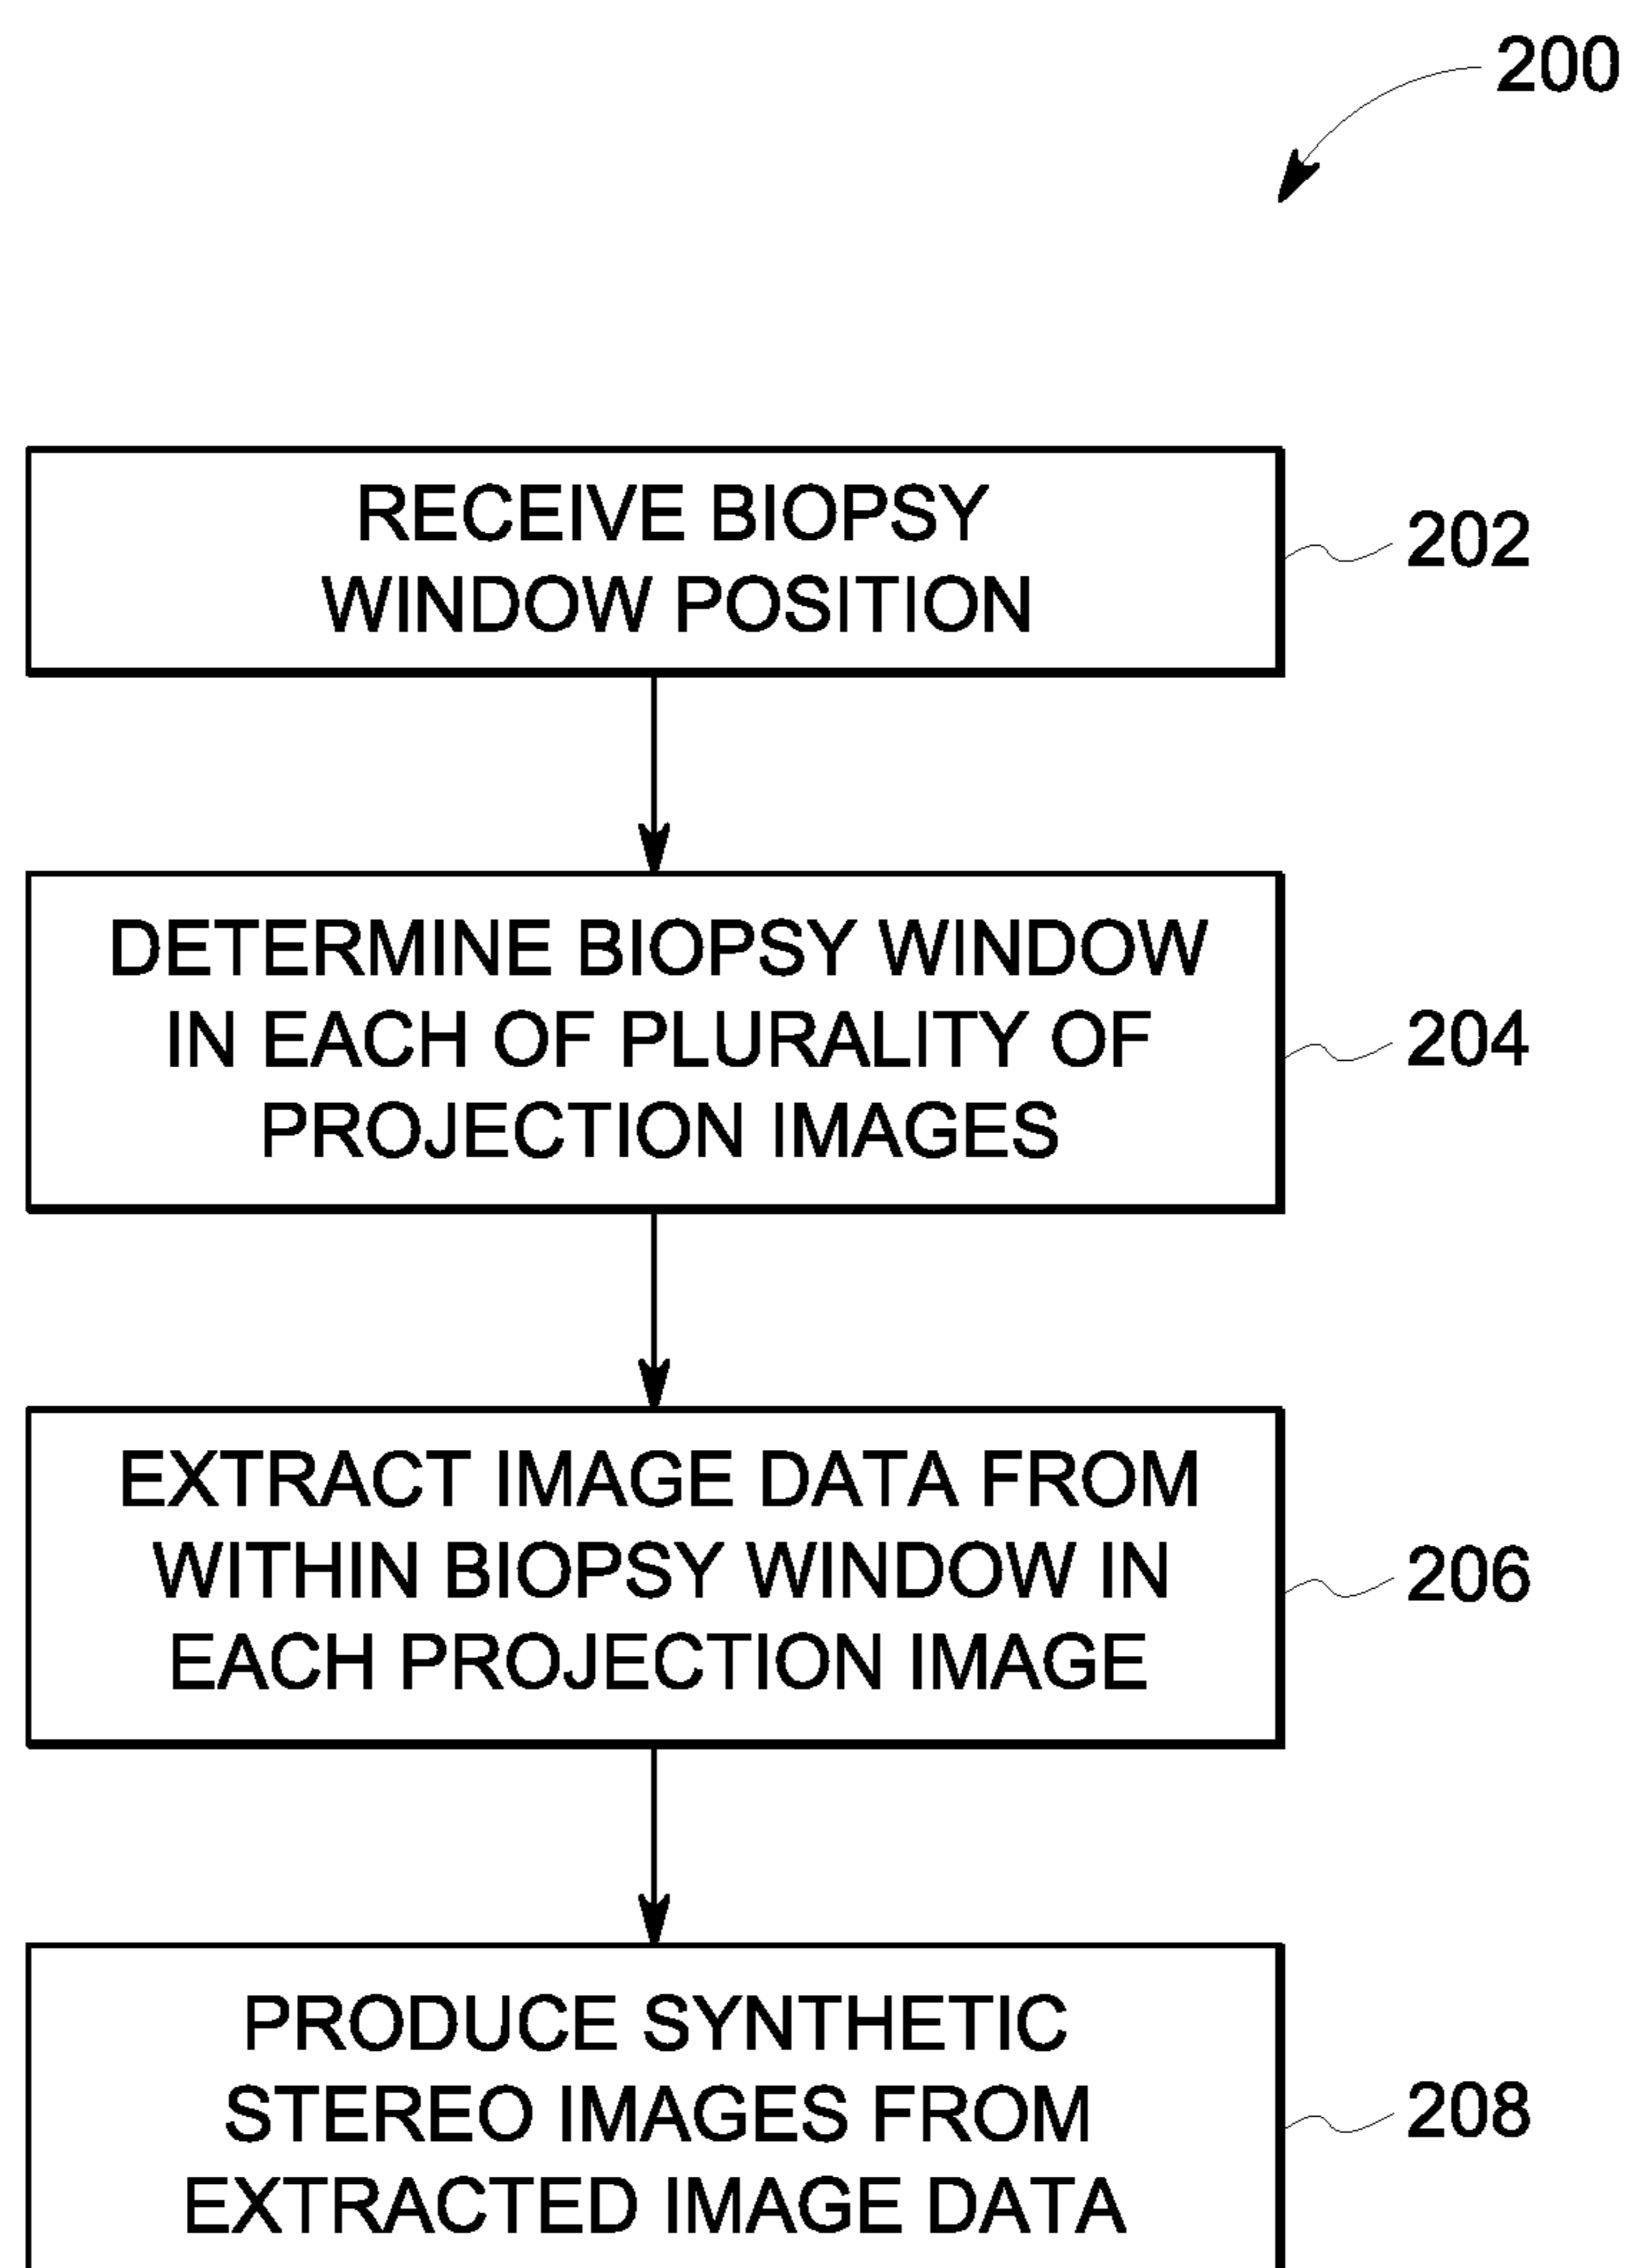 200
RECEIVE BIOPSY
WINDOW POSITION
202
DETERMINE BIOPSY WINDOW
IN EACH OF PLURALITY OF
PROJECTION IMAGES
204
EXTRACT IMAGE DATA FROM
WITHIN BIOPSY WINDOW IN
EACH PROJECTION IMAGE
206
PRODUCE SYNTHETIC
STEREO IMAGES FROM
EXTRACTED IMAGE DATA
208